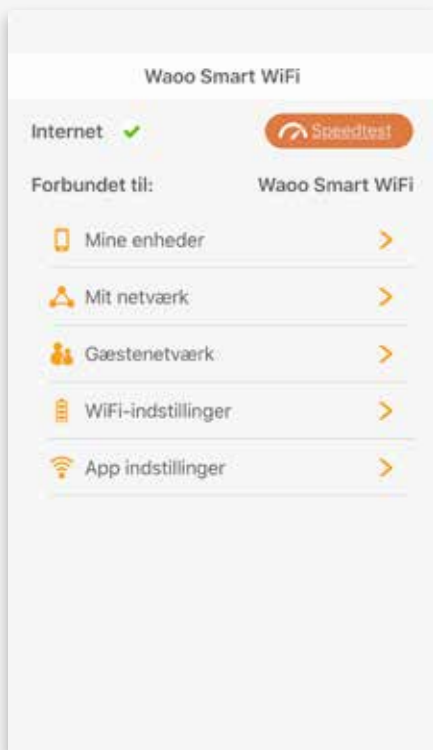 Waoo Smart WiFi
Internet
Speedtest
Forbundet til: Waoo Smart WiFi
Mine enheder
Mit netværk
Gæstenetværk
WiFi-indstillinger
App indstillinger